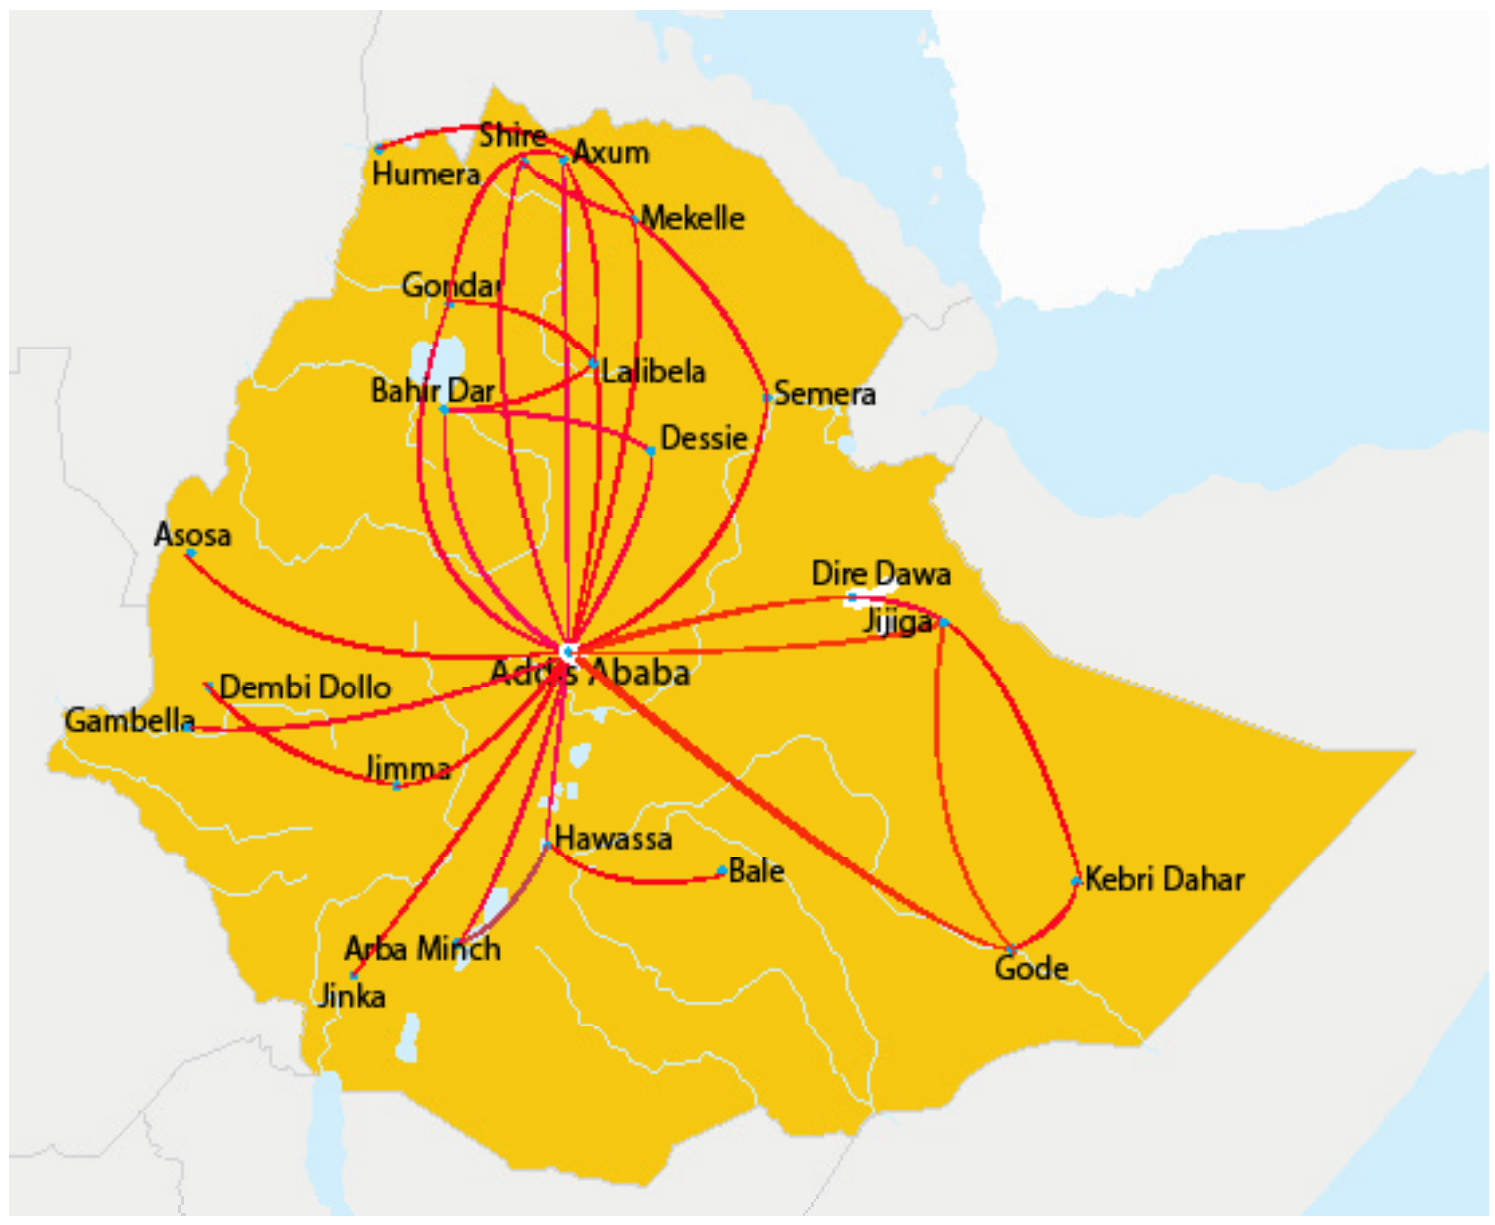 Shire
Axum
Humera
Mekelle
Gondar
Lalibela
Bahir Dar
Semera
Dessie
Asosa
Dire Dawa
Jijiga
Addis Ababa
Dembi Dollo
Gambella
Jimma
Hawassa
Bale
Kebri Dahar
Arba Minch
Gode
Jinka